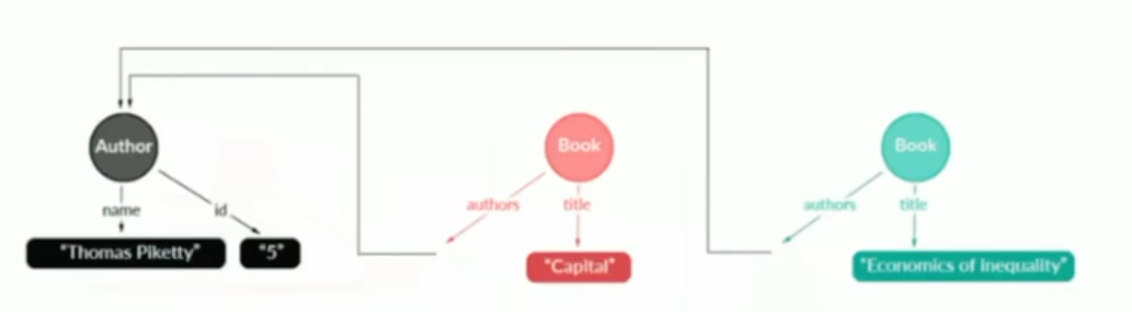 Author
Book
Book
name
id
authors
title
authors
title
"Thomas Piketty"
"5"
"Capital"
"Economics of Inequality"